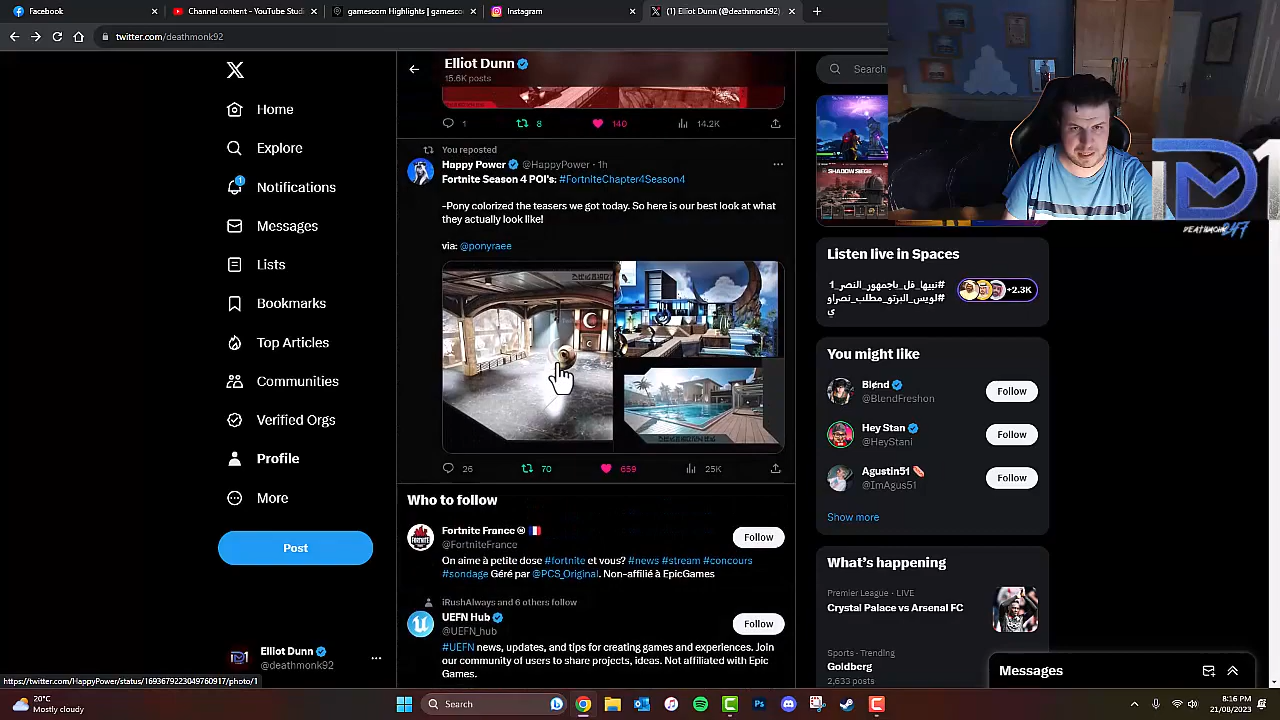 Facebook
Channel content - YouTube Studi
gamescom Highlights | gamesco
Instagram
(1) Elliot Dunn (@deathmonk92)
twitter.com/deathmonk92
Home
Explore
1
Notifications
Messages
Lists
Bookmarks
Top Articles
Communities
Verified Orgs
Profile
More
Post
Elliot Dunn
@deathmonk92
Elliot Dunn
15.6K posts
1
8
140
14.2K
You reposted
Happy Power @HappyPower · 1h
Fortnite Season 4 POI's: #FortniteChapter4Season4
-Pony colorized the teasers we got today. So here is our best look at what
they actually look like!
via: @ponyraee
26
70
659
25K
Who to follow
Fortnite France ®
@FortniteFrance
Follow
On aime à petite dose #fortnite et vous? #news #stream #concours
#sondage Géré par @PCS_Original. Non-affilié à EpicGames
iRushAlways and 6 others follow
UEFN Hub
@UEFN_hub
Follow
#UEFN news, updates, and tips for creating games and experiences. Join
our community of users to share projects, ideas. Not affiliated with Epic
Games.
Search
SHADOW SIEGE
Listen live in Spaces
+2.3K
You might like
Bl¢nd
@BlendFreshon
Follow
Hey Stan
@HeyStani
Follow
Agustin51
@ImAgus51
Follow
Show more
What's happening
Premier League · LIVE
Crystal Palace vs Arsenal FC
Sports · Trending
Goldberg
2,633 posts
Messages
DEATHMONK 247
https://twitter.com/HappyPower/status/1693679223049760917/photo/1
20°C
Mostly cloudy
Search
8:16 PM
21/08/2023